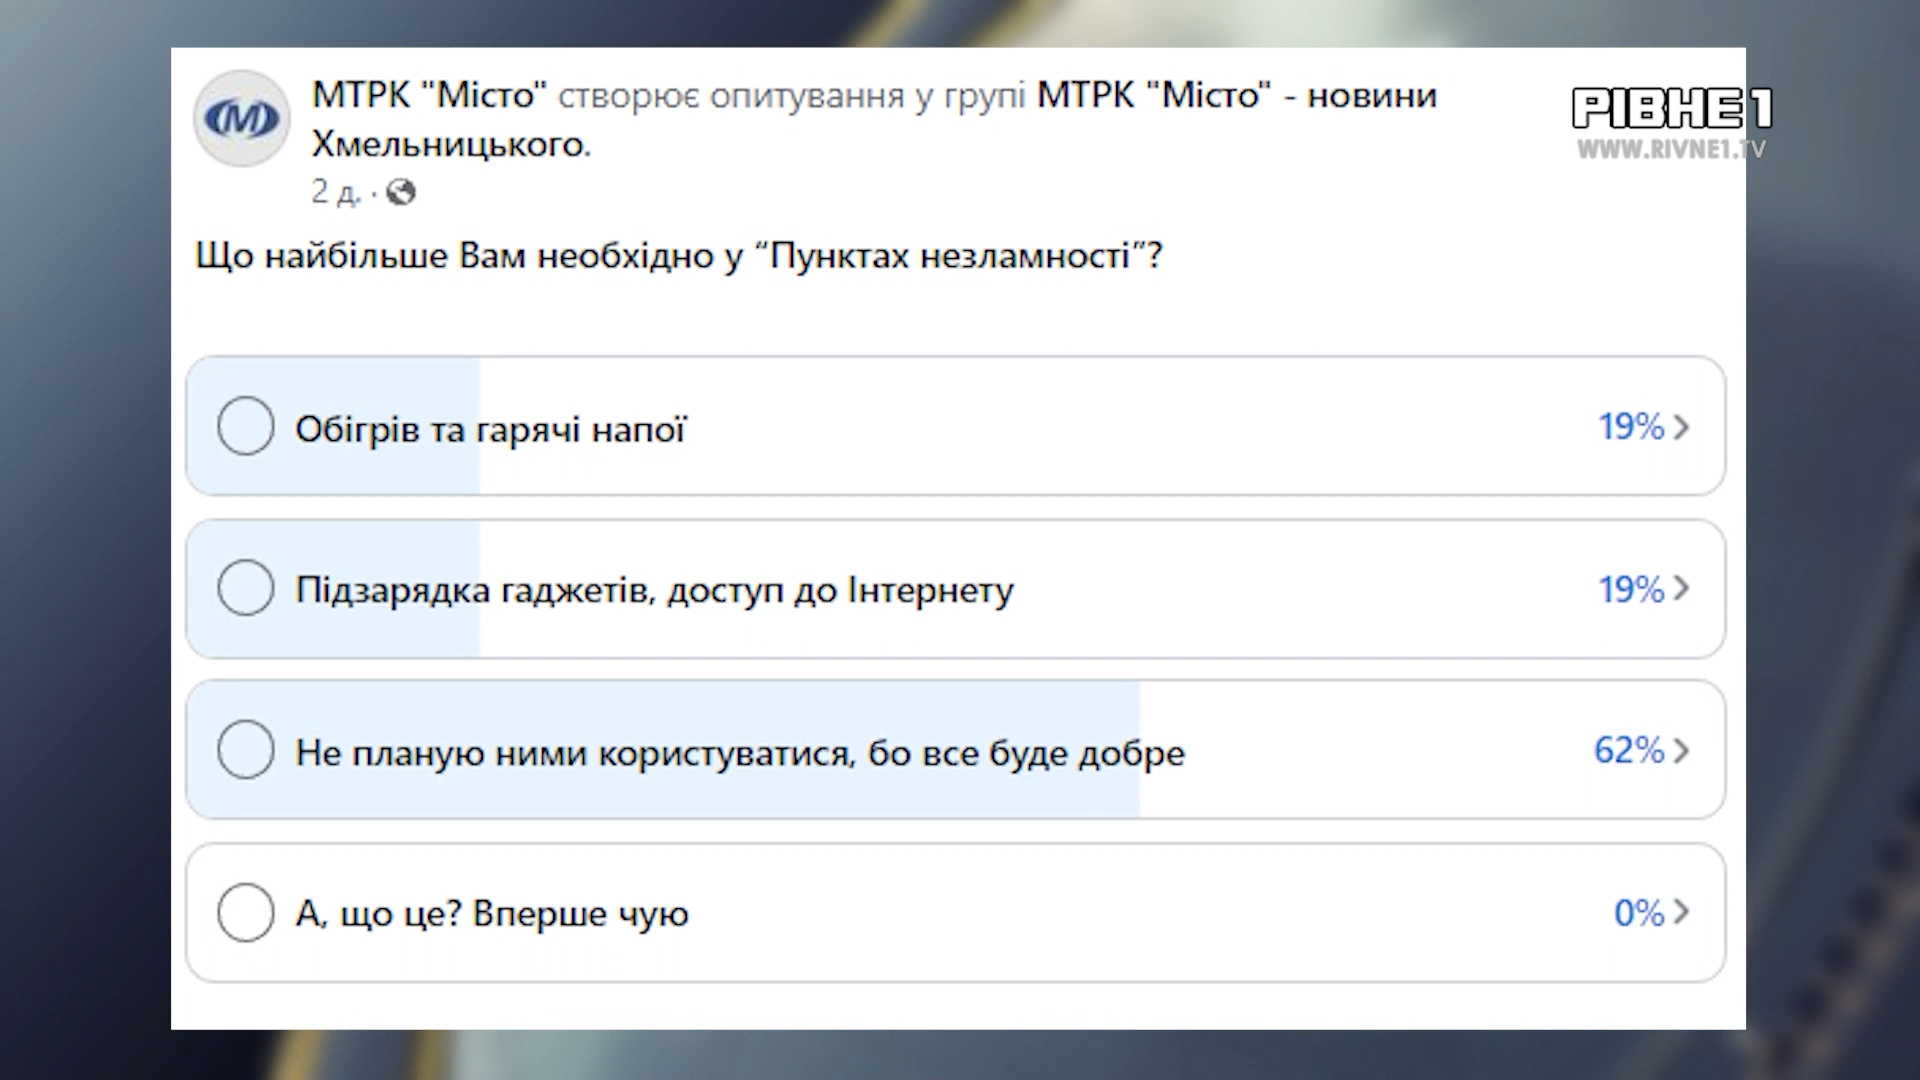 МТРК "Місто" створює опитування у групі МТРК "Місто" - новини
Хмельницького.
2 д. ·
РІВНЕ 1
WWW.RIVNE1.TV
Що найбільше Вам необхідно у “Пунктах незламності”?
Обігрів та гарячі напої 19%
Підзарядка гаджетів, доступ до Інтернету 19%
Не планую ними користуватися, бо все буде добре 62%
А, що це? Вперше чую 0%
(М)